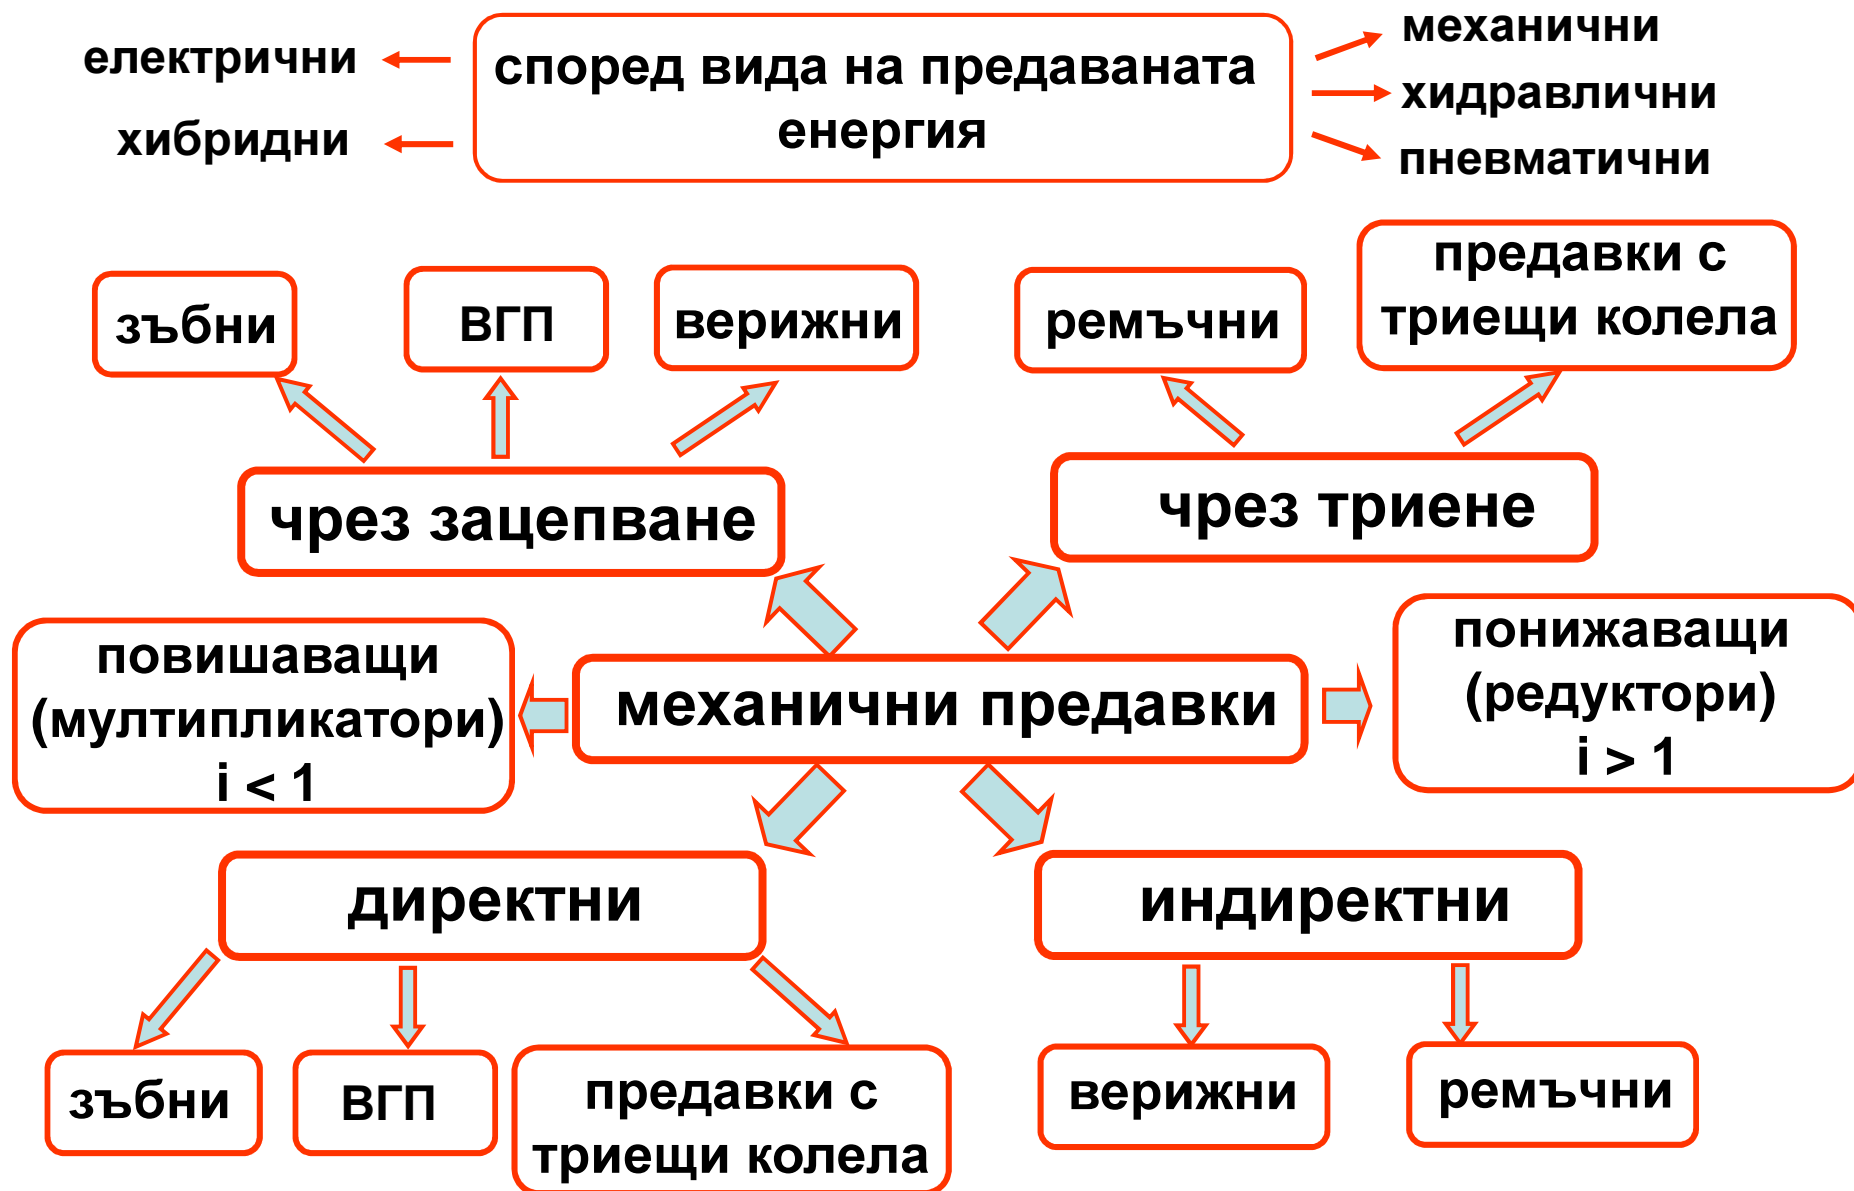 електрични
хибридни
според вида на предаваната
енергия
механични
хидравлични
пневматични
зъбни
ВГП
верижни
ремъчни
предавки с
триещи колела
чрез зацепване
чрез триене
повишаващи
(мултипликатори)
i < 1
механични предавки
понижаващи
(редуктори)
i > 1
директни
индиректни
зъбни
ВГП
предавки с
триещи колела
верижни
ремъчни